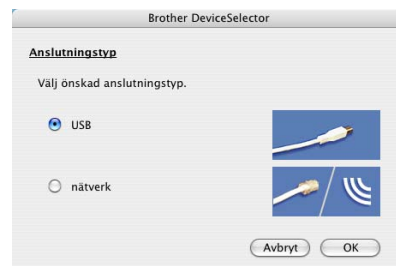 Brother DeviceSelector
Anslutningstyp
Välj önskad anslutningstyp.
USB
nätverk
Avbryt OK